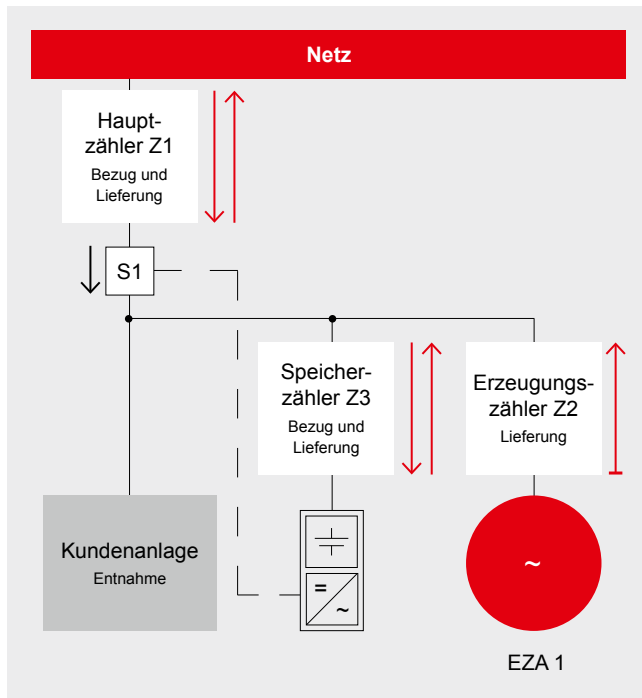 Netz
Haupt-
zähler Z1
Bezug und
Lieferung
S1
Speicher-
zähler Z3
Bezug und
Lieferung
Erzeugungs-
zähler Z2
Lieferung
Kundenanlage
Entnahme
=
~
~
EZA 1